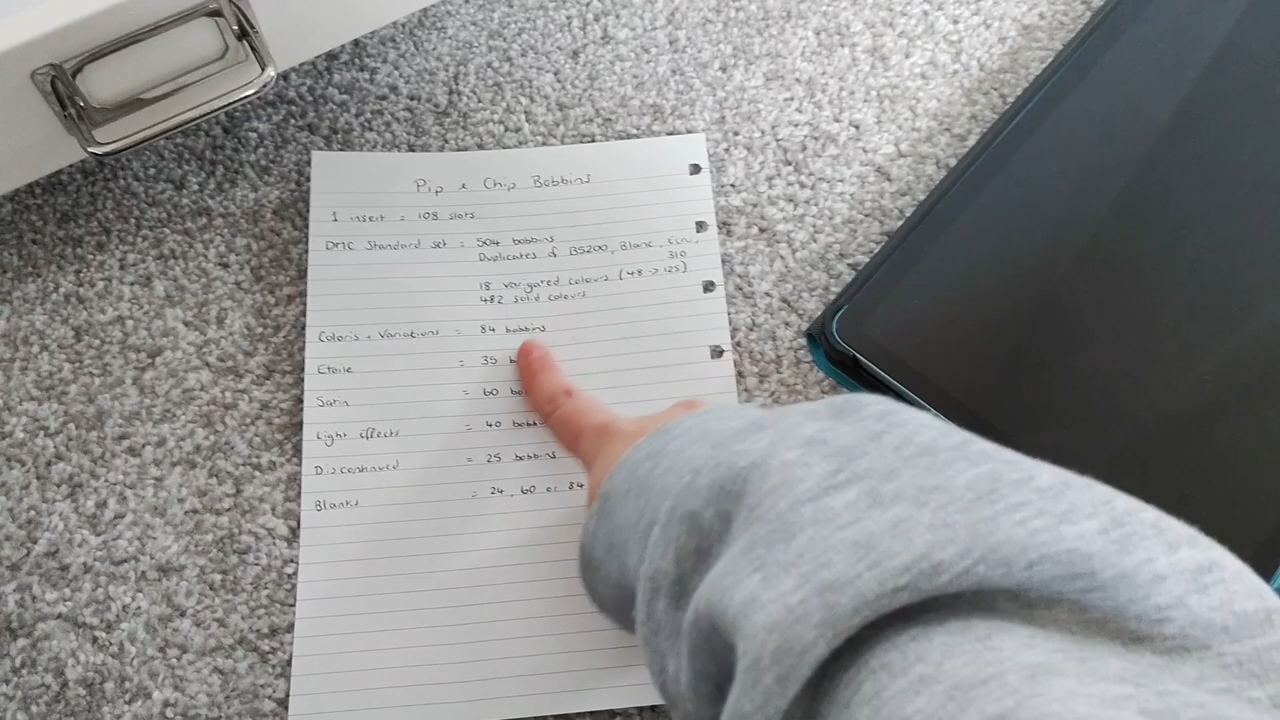 Pip & Chip Bobbins
1 insert = 108 slots
DMC Standard set = 504 bobbins
Duplicates of B5200, Blanc, Ecru,
310
18 varigared colours (48 -> 125)
482 solid colours
Coloris + Variations = 84 bobbins
Etoile = 35
Satin = 60
Light Effects = 40
Discontinued = 25 bobbins
Blanks = 24, 60 or 84